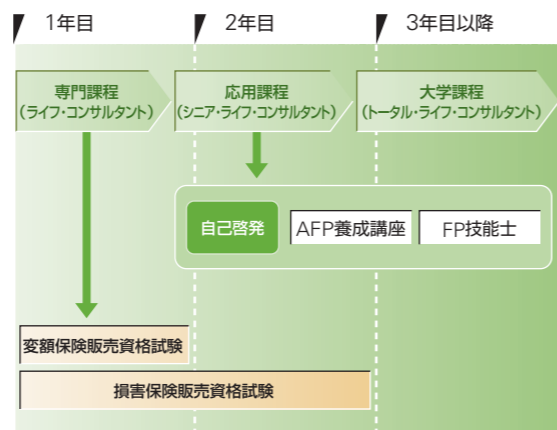 1年目
2年目
3年目以降
専門課程
(ライフ・コンサルタント)
応用課程
(シニア・ライフ・コンサルタント)
大学課程
(トータル・ライフ・コンサルタント)
自己啓発
AFP養成講座
FP技能士
変額保険販売資格試験
損害保険販売資格試験